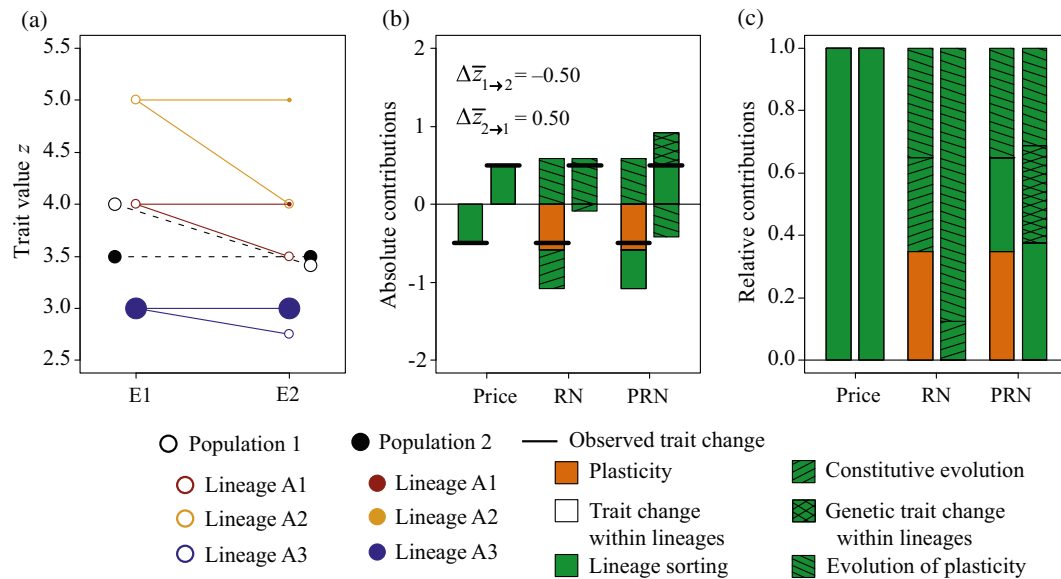 (a)
Trait value z
5.5
5.0
4.5
4.0
3.5
3.0
2.5
E1 E2
(b)
Absolute contributions
2
1
0
-1
-2
Δz̅1→2 = –0.50
Δz̅2→1 = 0.50
Price RN PRN
(c)
Relative contributions
1.0
0.8
0.6
0.4
0.2
0.0
Price RN PRN
Population 1
Lineage A1
Lineage A2
Lineage A3
Population 2
Lineage A1
Lineage A2
Lineage A3
Observed trait change
Plasticity
Trait change
within lineages
Lineage sorting
Constitutive evolution
Genetic trait change
within lineages
Evolution of plasticity